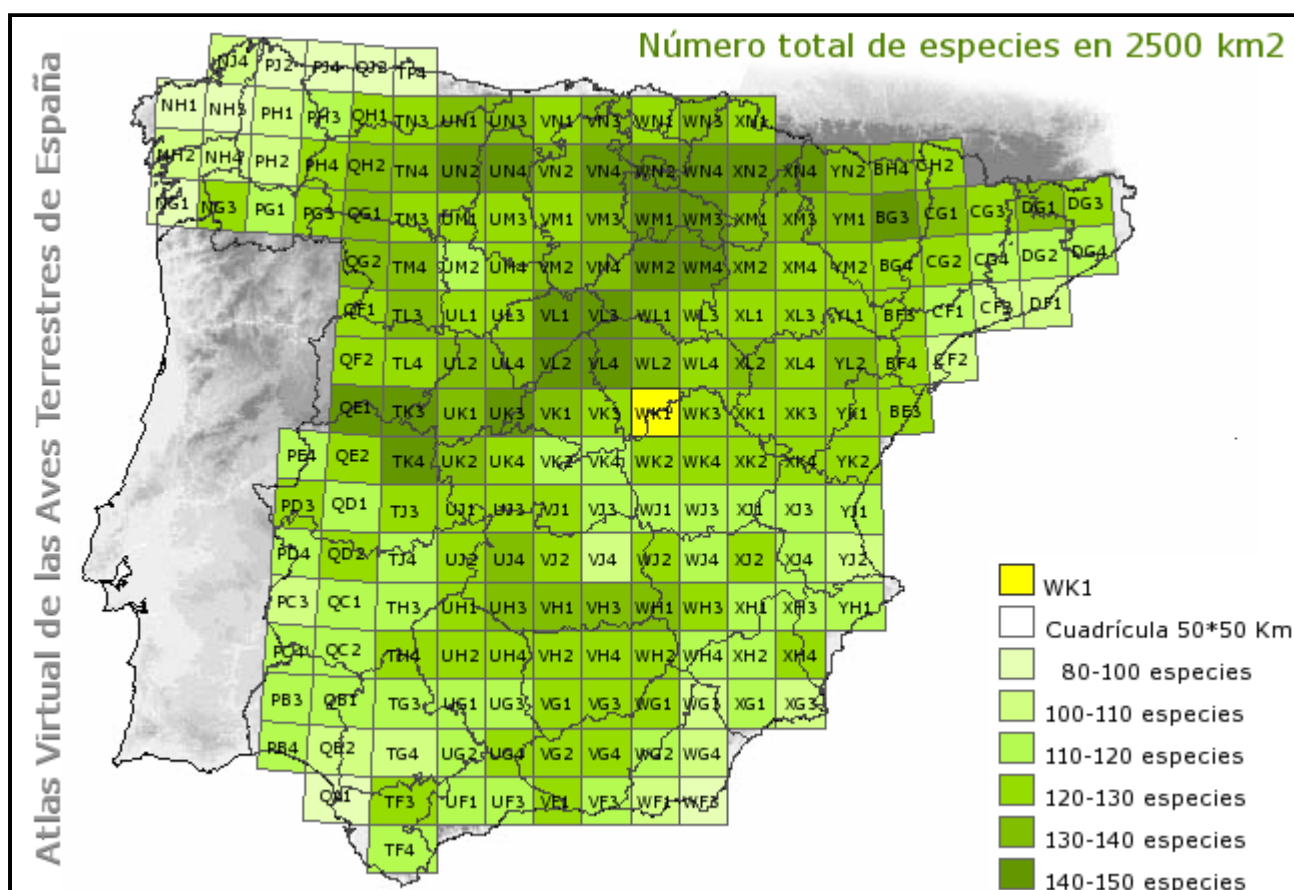 Número total de especies en 2500 km2
Atlas Virtual de las Aves Terrestres de España
NJ4 PJ2 PJ4 QJ2 TP4
NH1 NH3 PH1 PH3 QH1 TN3 UN1 UN3 VN1 VN3 WN1 WN3 XN1
NH2 NH4 PH2 PH4 QH2 TN4 UN2 UN4 VN2 VN4 WN2 WN4 XN2 XN4 YN2 BH4 CH2
NG1 NG3 PG1 PG3 QG1 TM3 UM1 UM3 VM1 VM3 WM1 WM3 XM1 XM3 YM1 BG3 CG1 CG3 DG1 DG3
QG2 TM4 UM2 UM4 VM2 VN4 WM2 WM4 XM2 XM4 YM2 BG4 CG2 CG4 DG2 DG4
QF1 TL3 UL1 UL3 VL1 VL3 WL1 WL3 XL1 XL3 YL1 BF3 CF1 CF3 DF1
QF2 TL4 UL2 UL4 VL2 VL4 WL2 WL4 XL2 XL4 YL2 BF4 CF2
QE1 TK3 UK1 UK3 VK1 VK3 WK1 WK3 XK1 XK3 YK1 BE3
PE4 QE2 TK4 UK2 UK4 VK2 VK4 WK2 WK4 XK2 XK4 YK2
PD3 QD1 TJ3 UJ1 UJ3 VJ1 VJ3 WJ1 WJ3 XJ1 XJ3 YJ1
PD4 QD2 TJ4 UJ2 UJ4 VJ2 VJ4 WJ2 WJ4 XJ2 XJ4 YJ2
PC3 QC1 TH3 UH1 UH3 VH1 VH3 WH1 WH3 XH1 XH3 YH1
PC4 QC2 TH4 UH2 UH4 VH2 VH4 WH2 WH4 XH2 XH4
PB3 QB1 TG3 UG1 UG3 VG1 VG3 WG1 WG3 XG1 XG3
PB4 QB2 TG4 UG2 UG4 VG2 VG4 WG2 WG4
TF3 UF1 UF3 VF1 VF3 WF1 WF3
TF4
WK1
Cuadrícula 50*50 Km
80-100 especies
100-110 especies
110-120 especies
120-130 especies
130-140 especies
140-150 especies